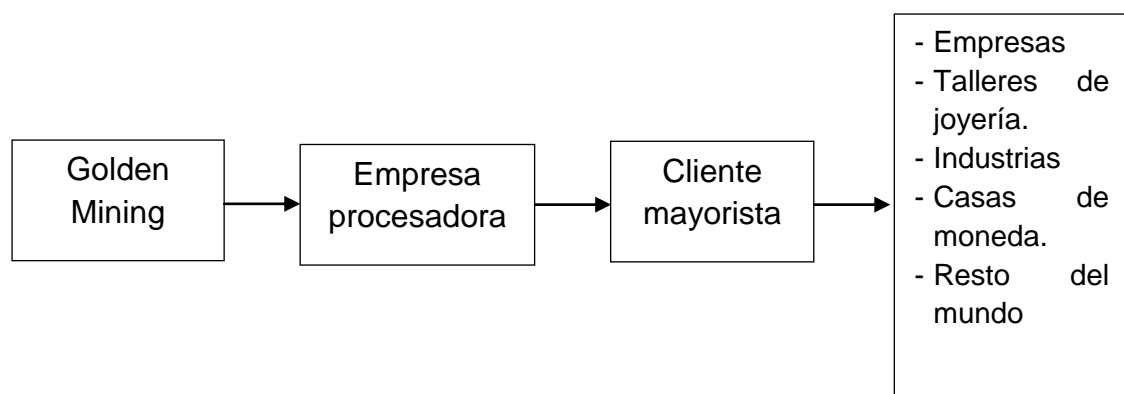 Golden
Mining
Empresa
procesadora
Cliente
mayorista
- Empresas
- Talleres de
joyería.
- Industrias
- Casas de
moneda.
- Resto del
mundo